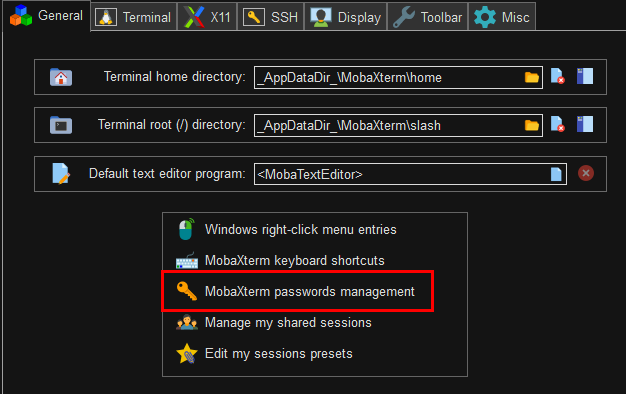 General
Terminal
X11
SSH
Display
Toolbar
Misc
Terminal home directory: _AppDataDir_\MobaXterm\home
Terminal root (/) directory: _AppDataDir_\MobaXterm\slash
Default text editor program: <MobaTextEditor>
Windows right-click menu entries
MobaXterm keyboard shortcuts
MobaXterm passwords management
Manage my shared sessions
Edit my sessions presets